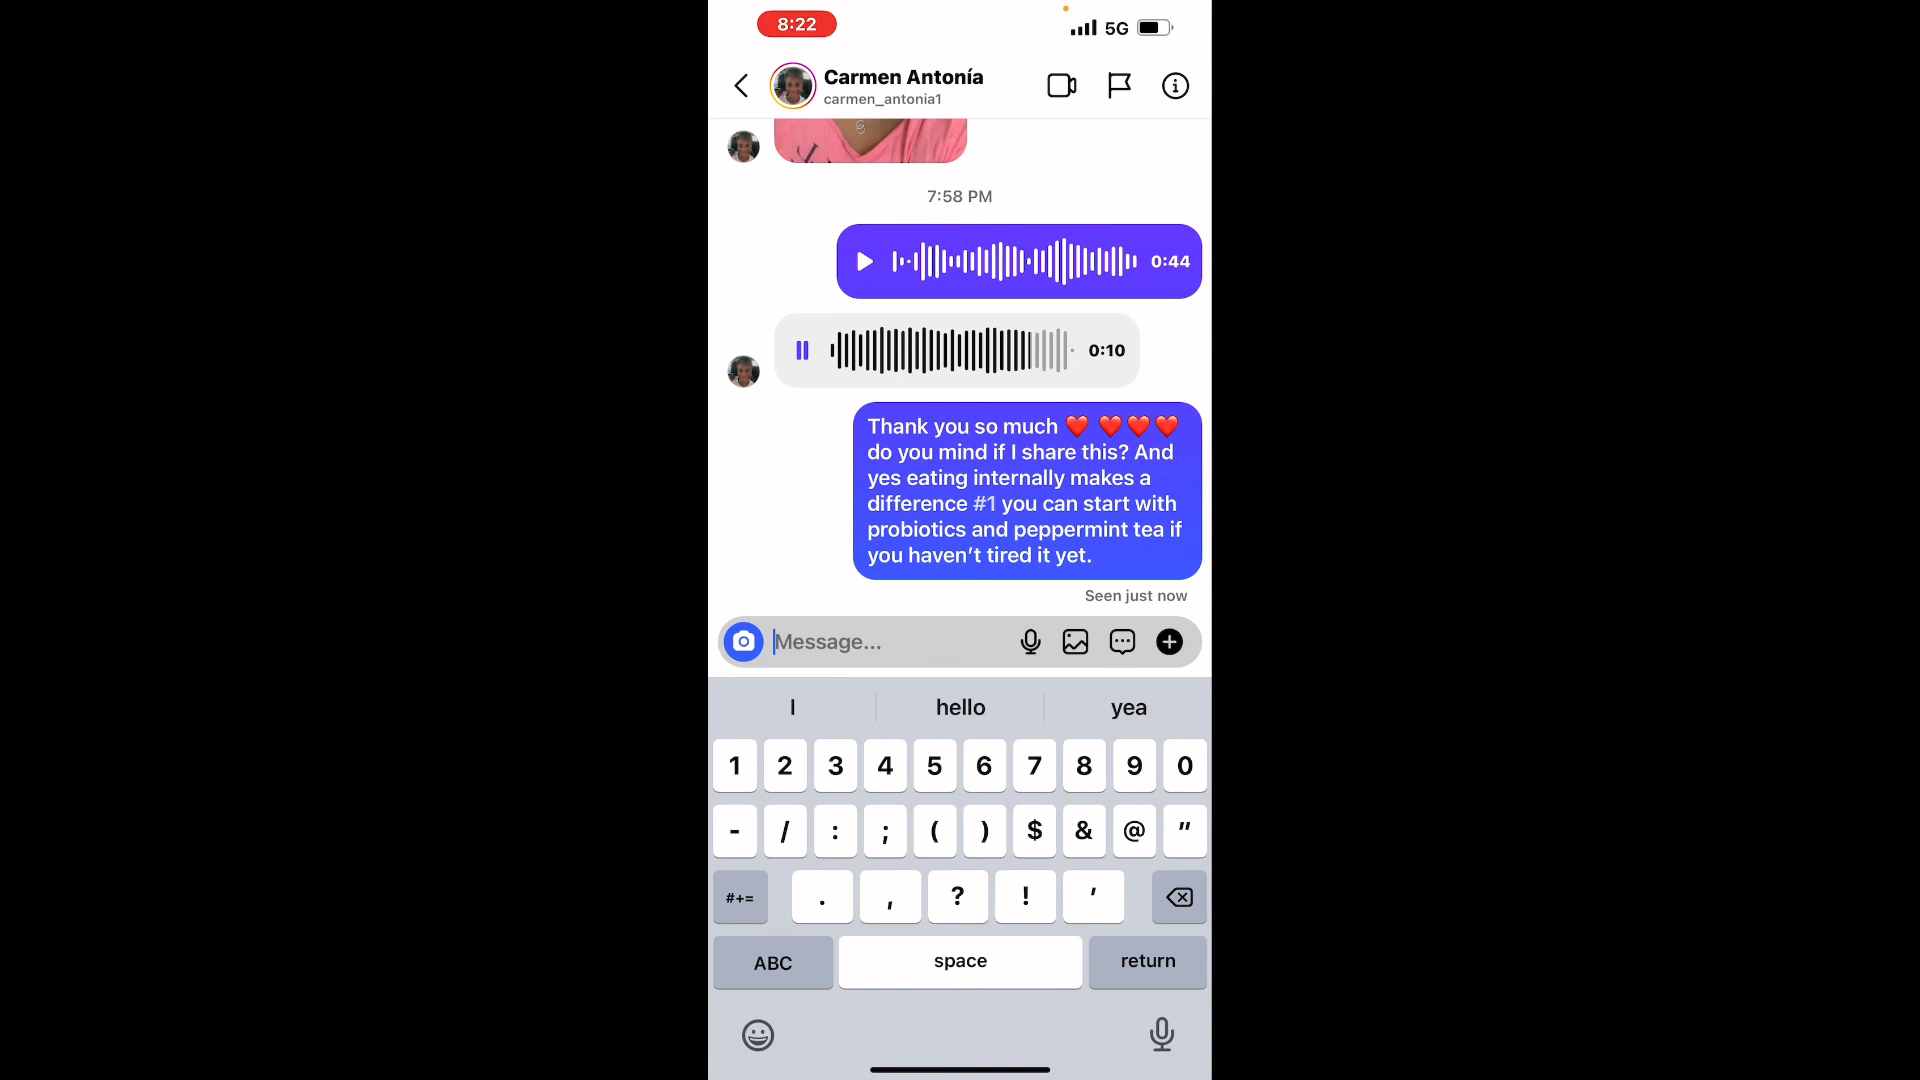 8:22
5G
Carmen Antonía
carmen_antonia1
7:58 PM
0:44
0:10
Thank you so much ❤️ ❤️❤️❤️
do you mind if I share this? And
yes eating internally makes a
difference #1 you can start with
probiotics and peppermint tea if
you haven’t tired it yet.
Seen just now
Message...
I hello yea
1 2 3 4 5 6 7 8 9 0
- / : ; ( ) $ & @ "
#+= . , ? ! '
ABC space return